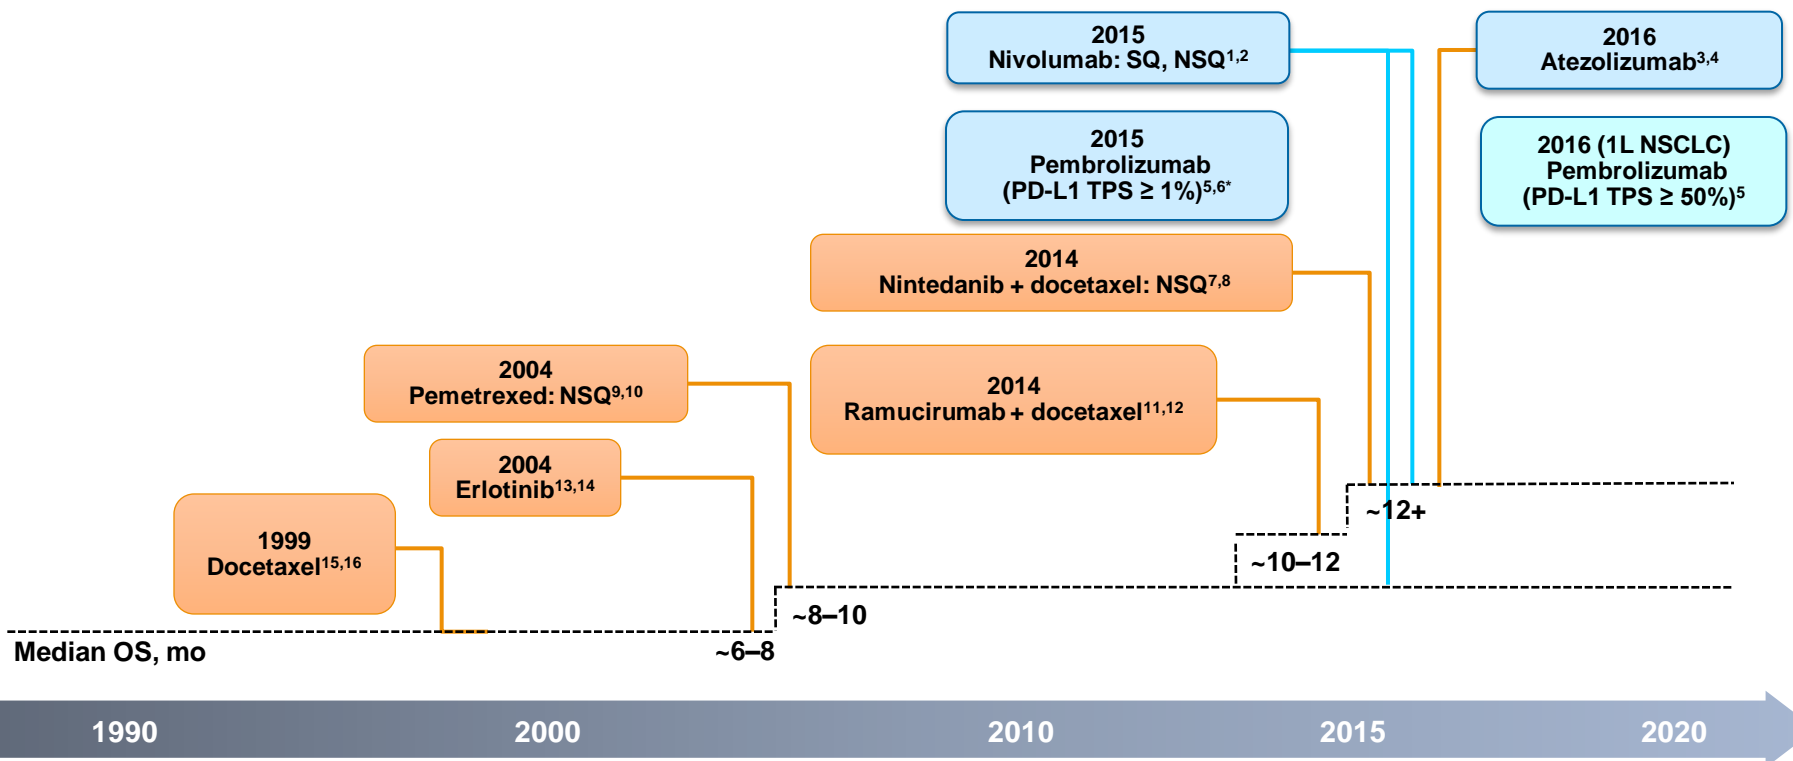 2015
Nivolumab: SQ, NSQ1,2
2016
Atezolizumab3,4
2015
Pembrolizumab
(PD-L1 TPS ≥ 1%)5,6*
2016 (1L NSCLC)
Pembrolizumab
(PD-L1 TPS ≥ 50%)5
2014
Nintedanib + docetaxel: NSQ7,8
2004
Pemetrexed: NSQ9,10
2014
Ramucirumab + docetaxel11,12
2004
Erlotinib13,14
1999
Docetaxel15,16
~12+
~10–12
~8–10
~6–8
Median OS, mo
1990
2000
2010
2015
2020